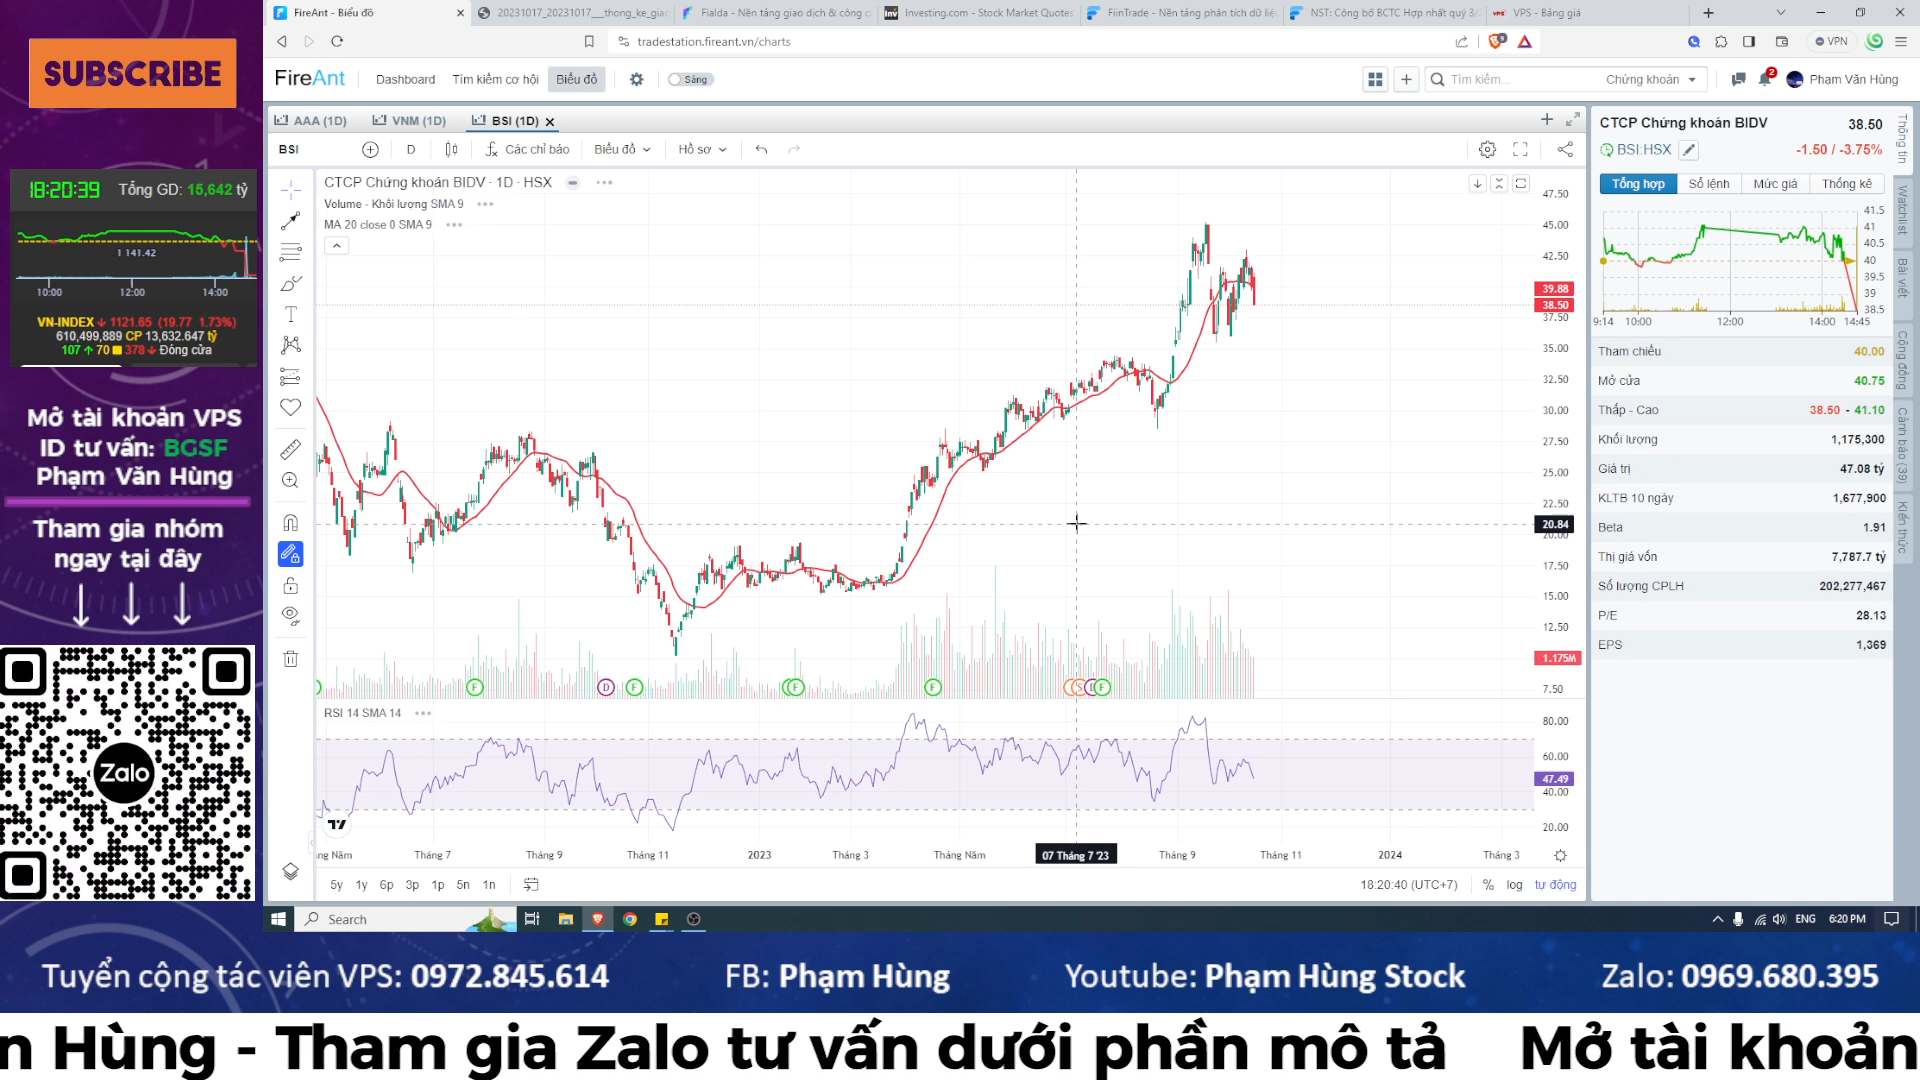 SUBSCRIBE
18:20:39 Tổng GD: 15,642 tỷ
1 141.42
10:00 12:00 14:00
VN-INDEX 1121.65 (19.77 1.73%)
610,499,889 CP 13,632.647 tỷ
107 70 378 Đóng cửa
Mở tài khoản VPS
ID tư vấn: BGSF
Phạm Văn Hùng
Tham gia nhóm
ngay tại đây
Zalo
FireAnt - Biểu đồ
20231017_20231017___thong_ke_giao
Fialda - Nền tảng giao dịch & công c
Investing.com - Stock Market Quotes
FiinTrade - Nền tảng phân tích dữ liệ
NST: Công bố BCTC Hợp nhất quý 3/
VPS - Bảng giá
tradestation.fireant.vn/charts
VPN
FireAnt Dashboard Tìm kiếm cơ hội Biểu đồ Sáng
Tìm kiếm... Chứng khoán 2 Phạm Văn Hùng
AAA (1D) VNM (1D) BSI (1D)
BSI D Các chỉ báo Biểu đồ Hồ sơ
CTCP Chứng khoán BIDV · 1D · HSX
Volume - Khối lượng SMA 9
MA 20 close 0 SMA 9
47.50
45.00
42.50
39.88
38.50
37.50
35.00
32.50
30.00
27.50
25.00
22.50
20.84
20.00
17.50
15.00
12.50
1.175M
7.50
F D F F F S F
RSI 14 SMA 14
80.00
60.00
47.49
40.00
20.00
ng Năm Tháng 7 Tháng 9 Tháng 11 2023 Tháng 3 Tháng Năm 07 Tháng 7 '23 Tháng 9 Tháng 11 2024 Tháng 3
5y 1y 6p 3p 1p 5n 1n
18:20:40 (UTC+7) % log tự động
CTCP Chứng khoán BIDV 38.50
BSI:HSX -1.50 / -3.75%
Tổng hợp Sổ lệnh Mức giá Thống kê
41.5
41
40.5
40
39.5
39
38.5
9:14 10:00 12:00 14:00 14:45
Tham chiếu 40.00
Mở cửa 40.75
Thấp - Cao 38.50 - 41.10
Khối lượng 1,175,300
Giá trị 47.08 tỷ
KLTB 10 ngày 1,677,900
Beta 1.91
Thị giá vốn 7,787.7 tỷ
Số lượng CPLH 202,277,467
P/E 28.13
EPS 1,369
Thông tin
Watchlist
Bài viết
Cộng đồng
Cảnh báo (39)
Kiến thức
Search
ENG 6:20 PM
Tuyển cộng tác viên VPS: 0972.845.614 FB: Phạm Hùng Youtube: Phạm Hùng Stock Zalo: 0969.680.395
n Hùng - Tham gia Zalo tư vấn dưới phần mô tả Mở tài khoản